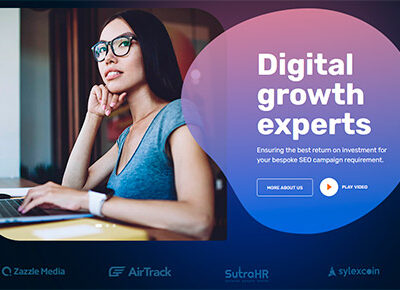 Digital
growth
experts
Ensuring the best return on investment for
your bespoke SEO campaign requirement.
MORE ABOUT US
PLAY VIDEO
Zazzle Media
AirTrack
SutraHR
sylexcoin